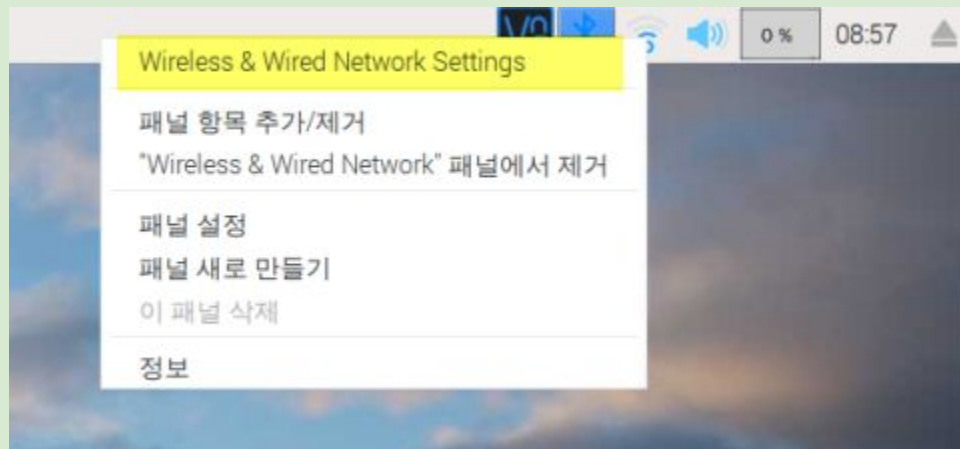 0 % 08:57
Wireless & Wired Network Settings
패널 항목 추가/제거
"Wireless & Wired Network" 패널에서 제거
패널 설정
패널 새로 만들기
이 패널 삭제
정보